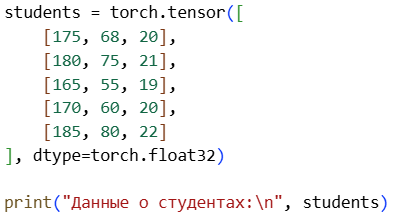 students = torch.tensor([
    [175, 68, 20],
    [180, 75, 21],
    [165, 55, 19],
    [170, 60, 20],
    [185, 80, 22]
], dtype=torch.float32)
print("Данные о студентах:\n", students)